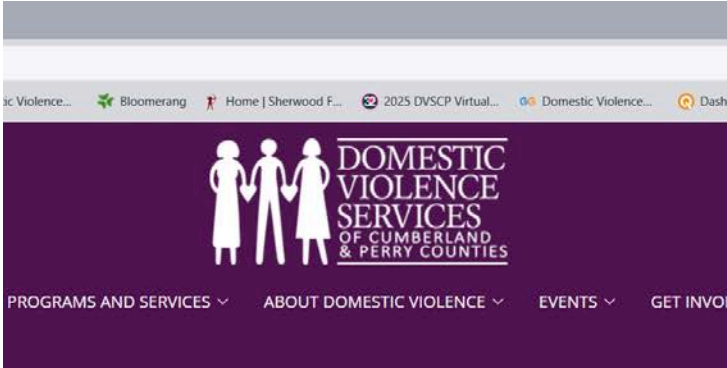 ic Violence... Bloomerang Home | Sherwood F... 2025 DVSCP Virtual... GG Domestic Violence... Dash
DOMESTIC
VIOLENCE
SERVICES
OF CUMBERLAND
& PERRY COUNTIES
PROGRAMS AND SERVICES ABOUT DOMESTIC VIOLENCE EVENTS GET INVO